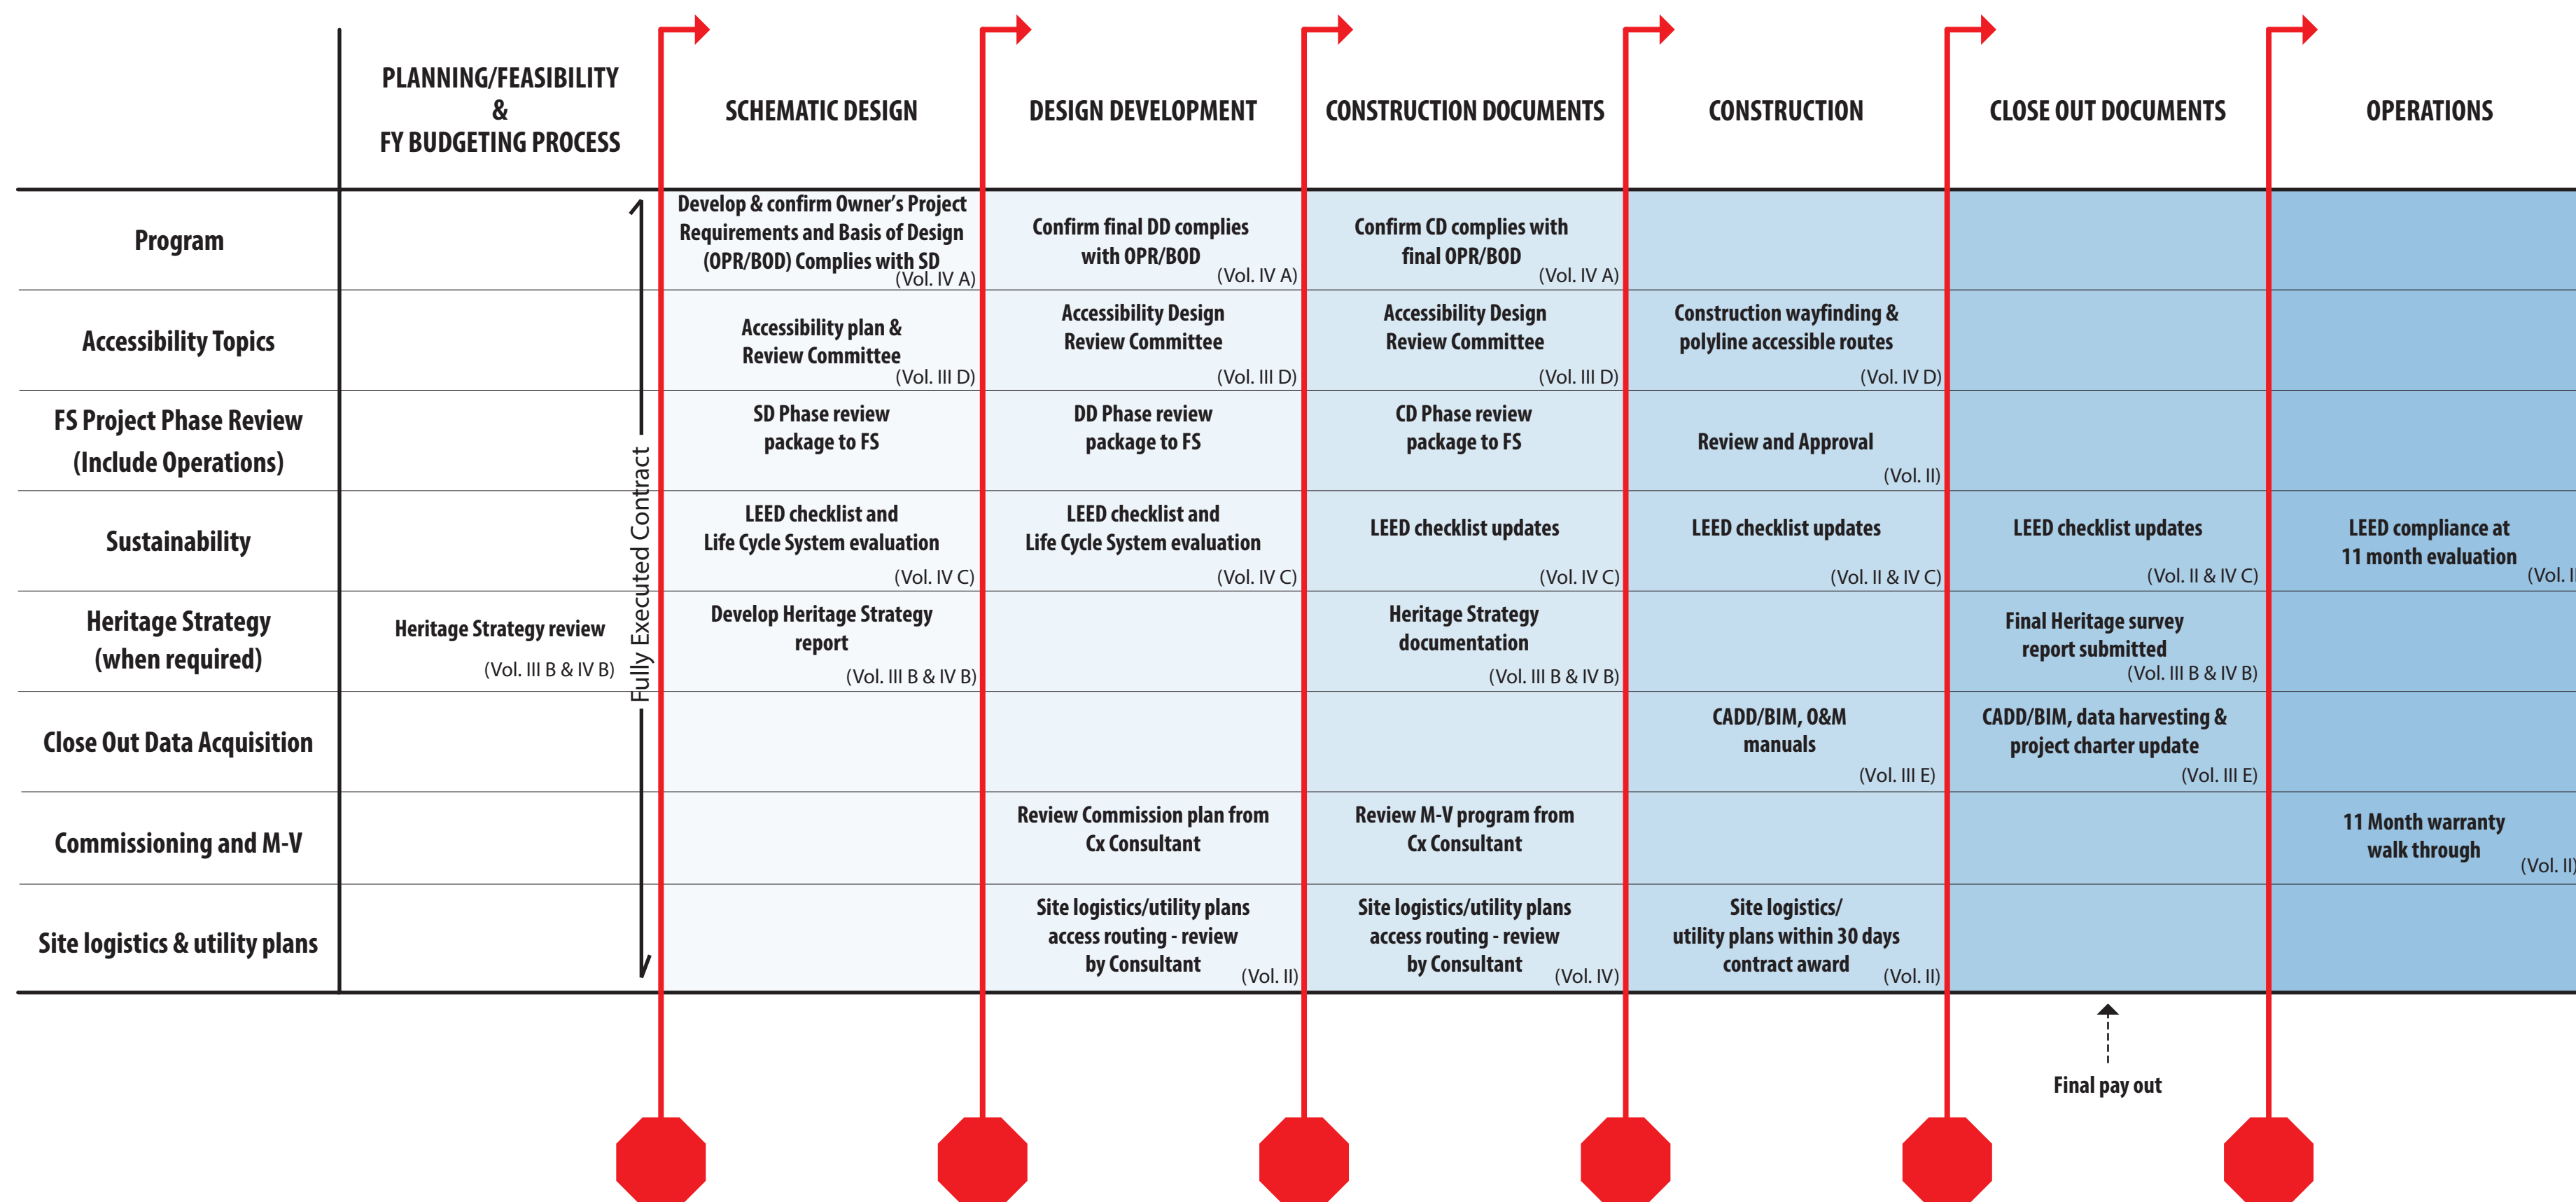 PLANNING/FEASIBILITY
&
FY BUDGETING PROCESS
SCHEMATIC DESIGN
DESIGN DEVELOPMENT
CONSTRUCTION DOCUMENTS
CONSTRUCTION
CLOSE OUT DOCUMENTS
OPERATIONS
Fully Executed Contract
Program
Develop & confirm Owner's Project
Requirements and Basis of Design
(OPR/BOD) Complies with SD
(Vol. IV A)
Confirm final DD complies
with OPR/BOD
(Vol. IV A)
Confirm CD complies with
final OPR/BOD
(Vol. IV A)
Accessibility Topics
Accessibility plan &
Review Committee
(Vol. III D)
Accessibility Design
Review Committee
(Vol. III D)
Accessibility Design
Review Committee
(Vol. III D)
Construction wayfinding &
polyline accessible routes
(Vol. IV D)
FS Project Phase Review
(Include Operations)
SD Phase review
package to FS
DD Phase review
package to FS
CD Phase review
package to FS
Review and Approval
(Vol. II)
Sustainability
LEED checklist and
Life Cycle System evaluation
(Vol. IV C)
LEED checklist and
Life Cycle System evaluation
(Vol. IV C)
LEED checklist updates
(Vol. IV C)
LEED checklist updates
(Vol. II & IV C)
LEED checklist updates
(Vol. II & IV C)
LEED compliance at
11 month evaluation
(Vol. II
Heritage Strategy
(when required)
Heritage Strategy review
(Vol. III B & IV B)
Develop Heritage Strategy
report
(Vol. III B & IV B)
Heritage Strategy
documentation
(Vol. III B & IV B)
Final Heritage survey
report submitted
(Vol. III B & IV B)
Close Out Data Acquisition
CADD/BIM, O&M
manuals
(Vol. III E)
CADD/BIM, data harvesting &
project charter update
(Vol. III E)
Commissioning and M-V
Review Commission plan from
Cx Consultant
Review M-V program from
Cx Consultant
11 Month warranty
walk through
(Vol. II)
Site logistics & utility plans
Site logistics/utility plans
access routing - review
by Consultant
(Vol. II)
Site logistics/utility plans
access routing - review
by Consultant
(Vol. IV)
Site logistics/
utility plans within 30 days
contract award
(Vol. II)
Final pay out